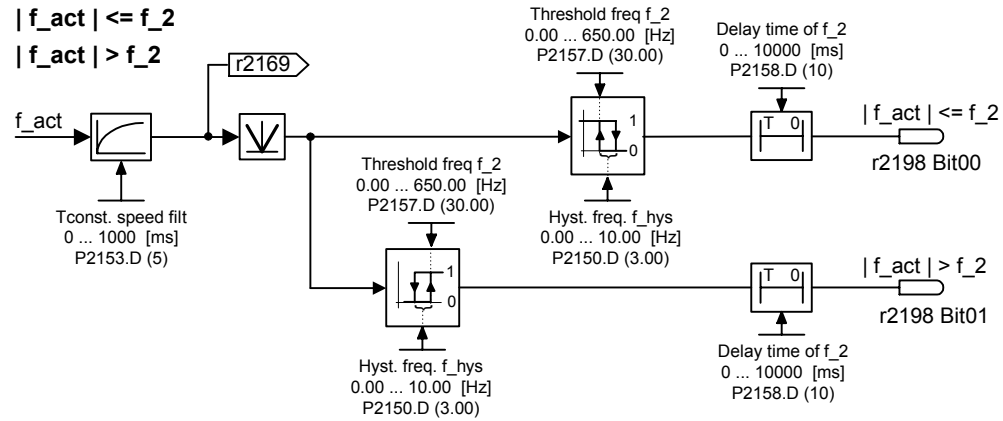 | f_act | <= f_2
| f_act | > f_2
r2169
f_act
Tconst. speed filt
0 ... 1000 [ms]
P2153.D (5)
Threshold freq f_2
0.00 ... 650.00 [Hz]
P2157.D (30.00)
1
0
Hyst. freq. f_hys
0.00 ... 10.00 [Hz]
P2150.D (3.00)
Delay time of f_2
0 ... 10000 [ms]
P2158.D (10)
T 0
| f_act | <= f_2
r2198 Bit00
Threshold freq f_2
0.00 ... 650.00 [Hz]
P2157.D (30.00)
1
0
Hyst. freq. f_hys
0.00 ... 10.00 [Hz]
P2150.D (3.00)
T 0
Delay time of f_2
0 ... 10000 [ms]
P2158.D (10)
| f_act | > f_2
r2198 Bit01